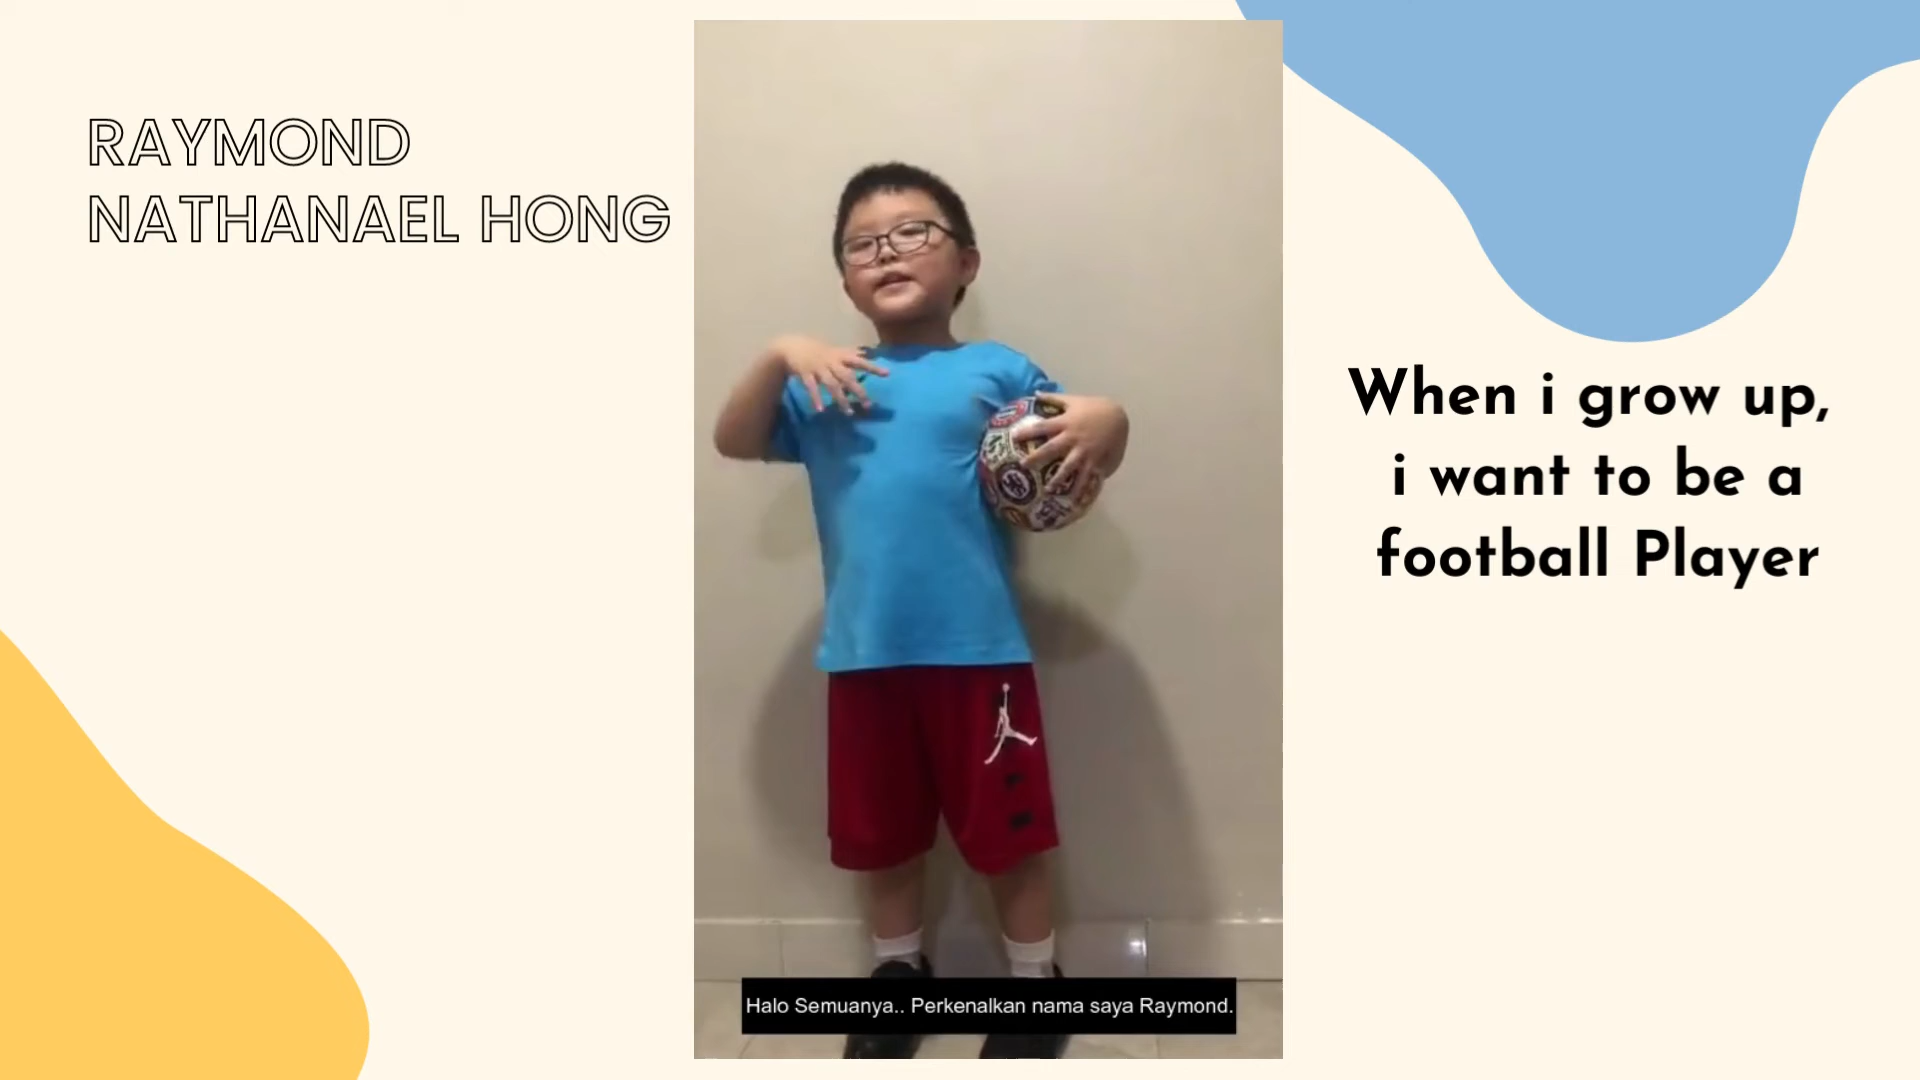 RAYMOND
NATHANAEL HONG
When i grow up,
i want to be a
football Player
Halo Semuanya.. Perkenalkan nama saya Raymond.